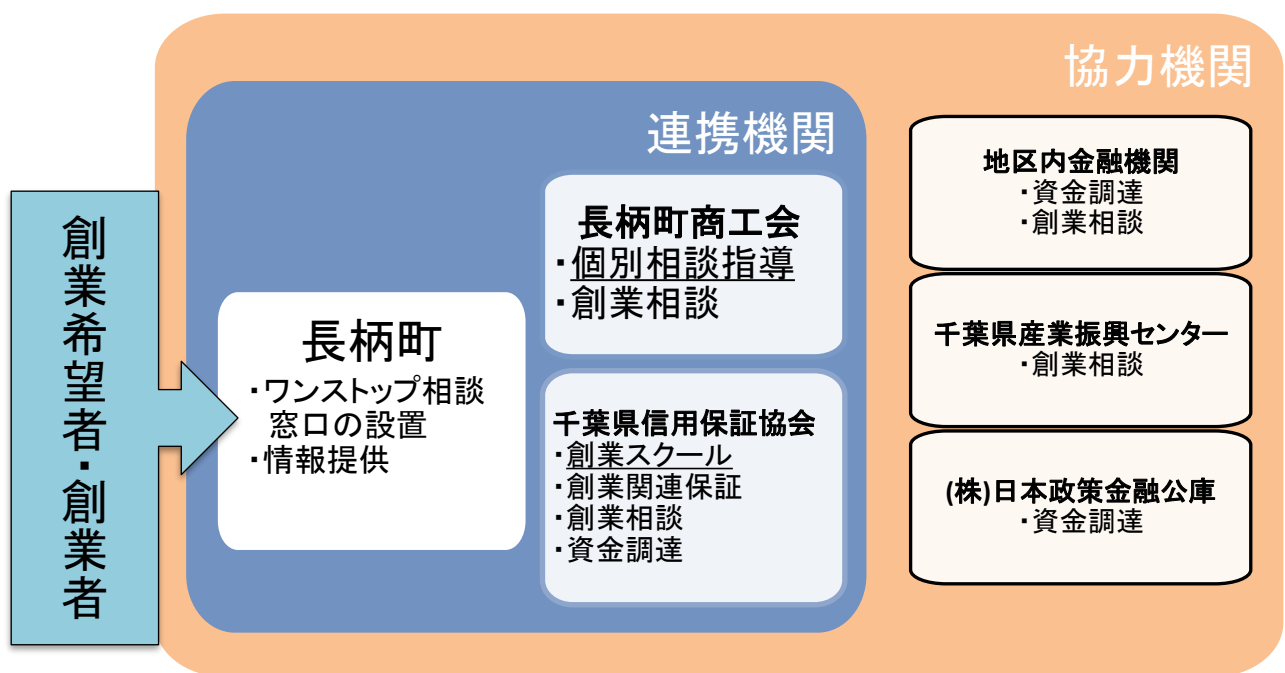 協力機関
連携機関
創業希望者・創業者
長柄町
・ワンストップ相談
窓口の設置
・情報提供
長柄町商工会
・個別相談指導
・創業相談
千葉県信用保証協会
・創業スクール
・創業関連保証
・創業相談
・資金調達
地区内金融機関
・資金調達
・創業相談
千葉県産業振興センター
・創業相談
(株)日本政策金融公庫
・資金調達